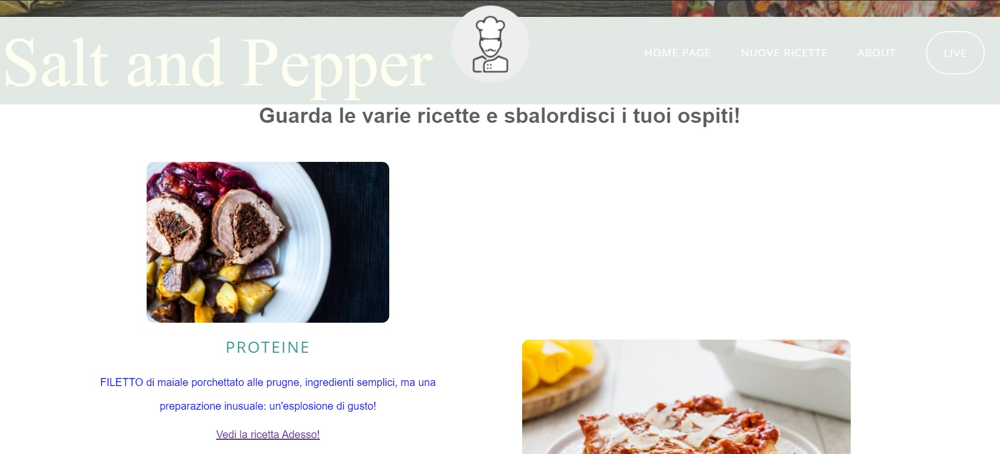 Salt and Pepper
HOME PAGE
NUOVE RICETTE
ABOUT
LIVE
Guarda le varie ricette e sbalordisci i tuoi ospiti!
PROTEINE
FILETTO di maiale porchettato alle prugne, ingredienti semplici, ma una
preparazione inusuale: un'esplosione di gusto!
Vedi la ricetta Adesso!